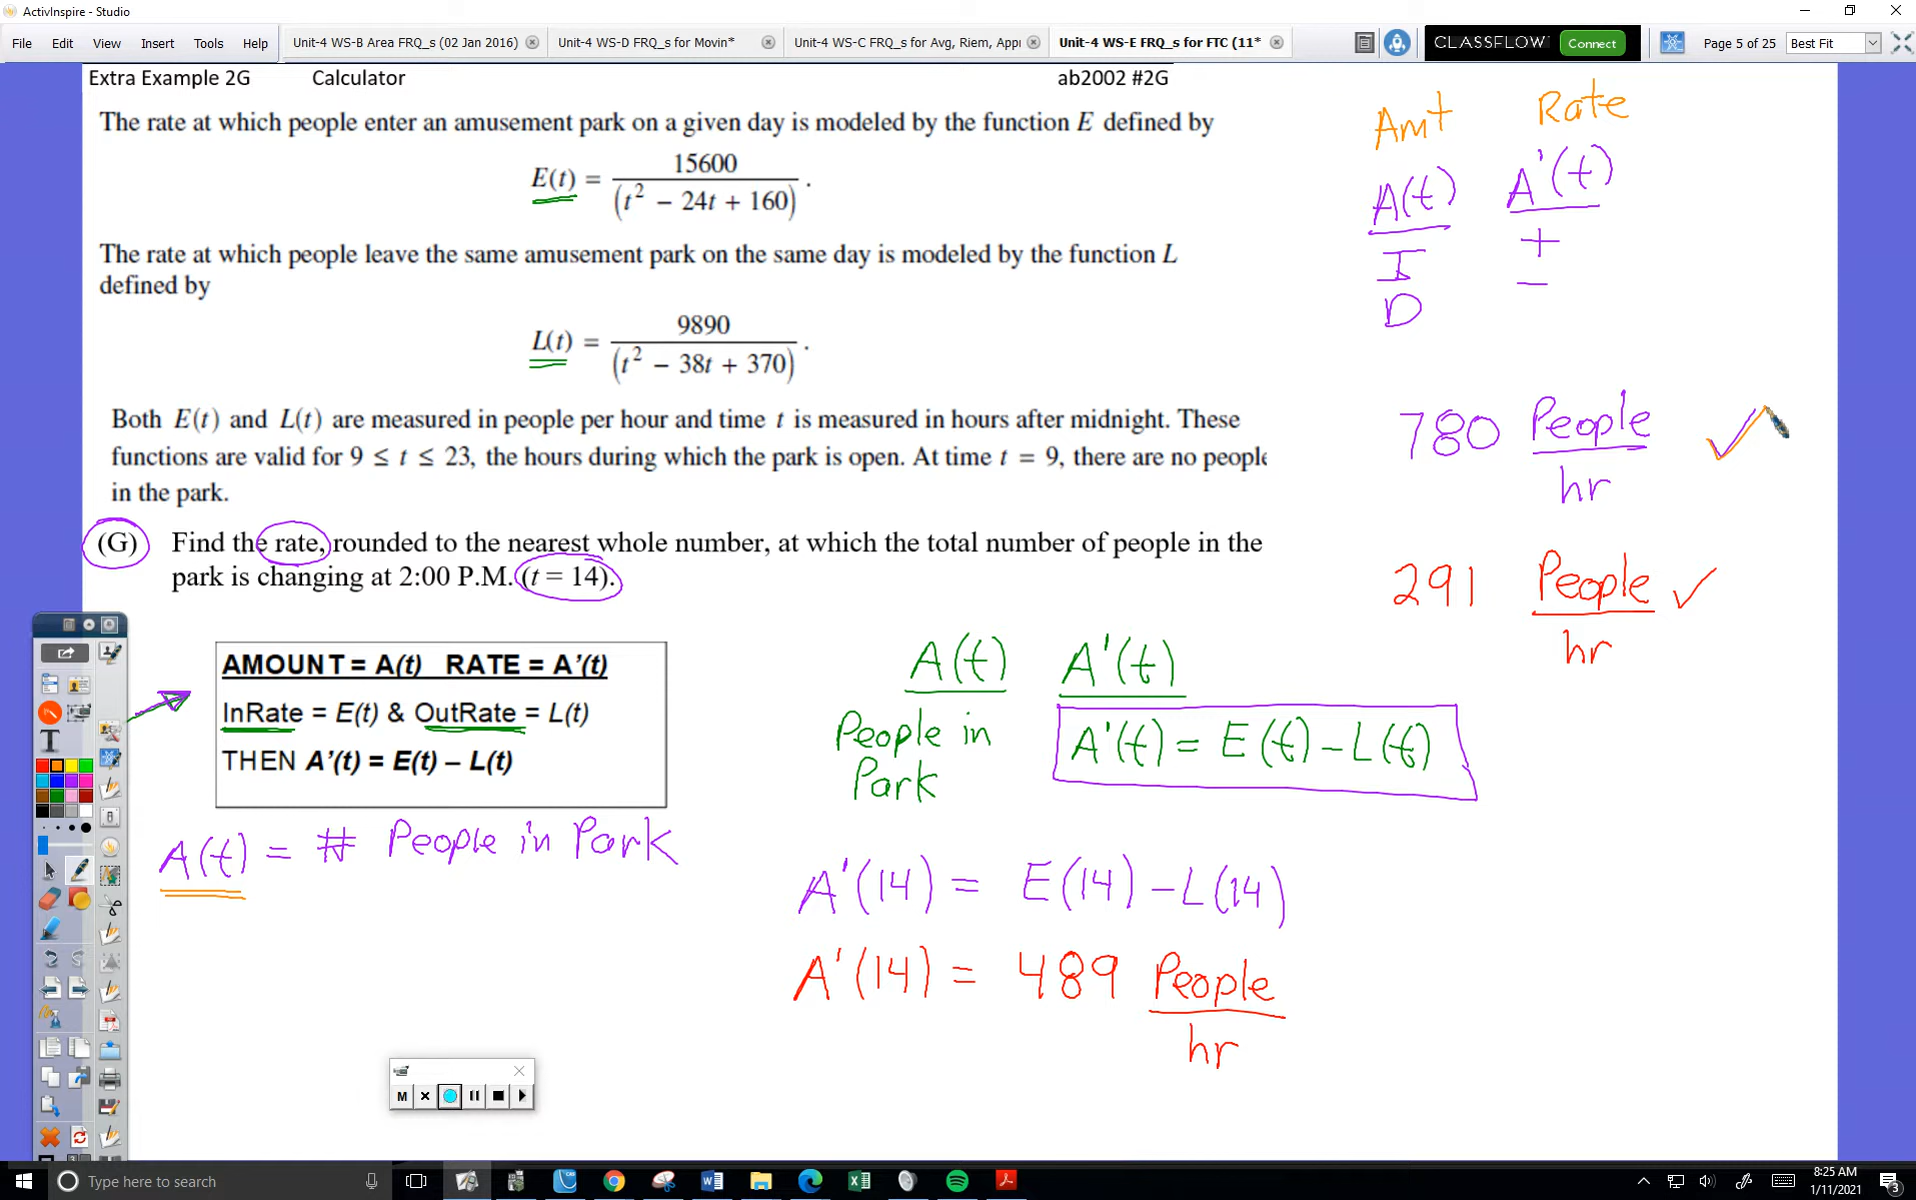 ActivInspire - Studio
File Edit View Insert Tools Help Unit-4 WS-B Area FRQ_s (02 Jan 2016) Unit-4 WS-D FRQ_s for Movin* Unit-4 WS-C FRQ_s for Avg, Riem, Appr Unit-4 WS-E FRQ_s for FTC (11* CLASSFLOW Connect Page 5 of 25 Best Fit
Extra Example 2G Calculator ab2002 #2G
The rate at which people enter an amusement park on a given day is modeled by the function E defined by
E(t) = 15600 / (t² − 24t + 160) .
The rate at which people leave the same amusement park on the same day is modeled by the function L
defined by
L(t) = 9890 / (t² − 38t + 370) .
Both E(t) and L(t) are measured in people per hour and time t is measured in hours after midnight. These
functions are valid for 9 ≤ t ≤ 23, the hours during which the park is open. At time t = 9, there are no people
in the park.
(G) Find the rate, rounded to the nearest whole number, at which the total number of people in the
park is changing at 2:00 P.M. (t = 14).
AMOUNT = A(t) RATE = A’(t)
InRate = E(t) & OutRate = L(t)
THEN A’(t) = E(t) – L(t)
A(t) = # People in Park
A(t) A'(t)
People in
Park
A'(t) = E(t) − L(t)
A'(14) = E(14) − L(14)
A'(14) = 489 People
hr
Amt Rate
A(t) A'(t)
I +
D −
780 People
hr
291 People
hr
M
Type here to search
8:25 AM
1/11/2021
3